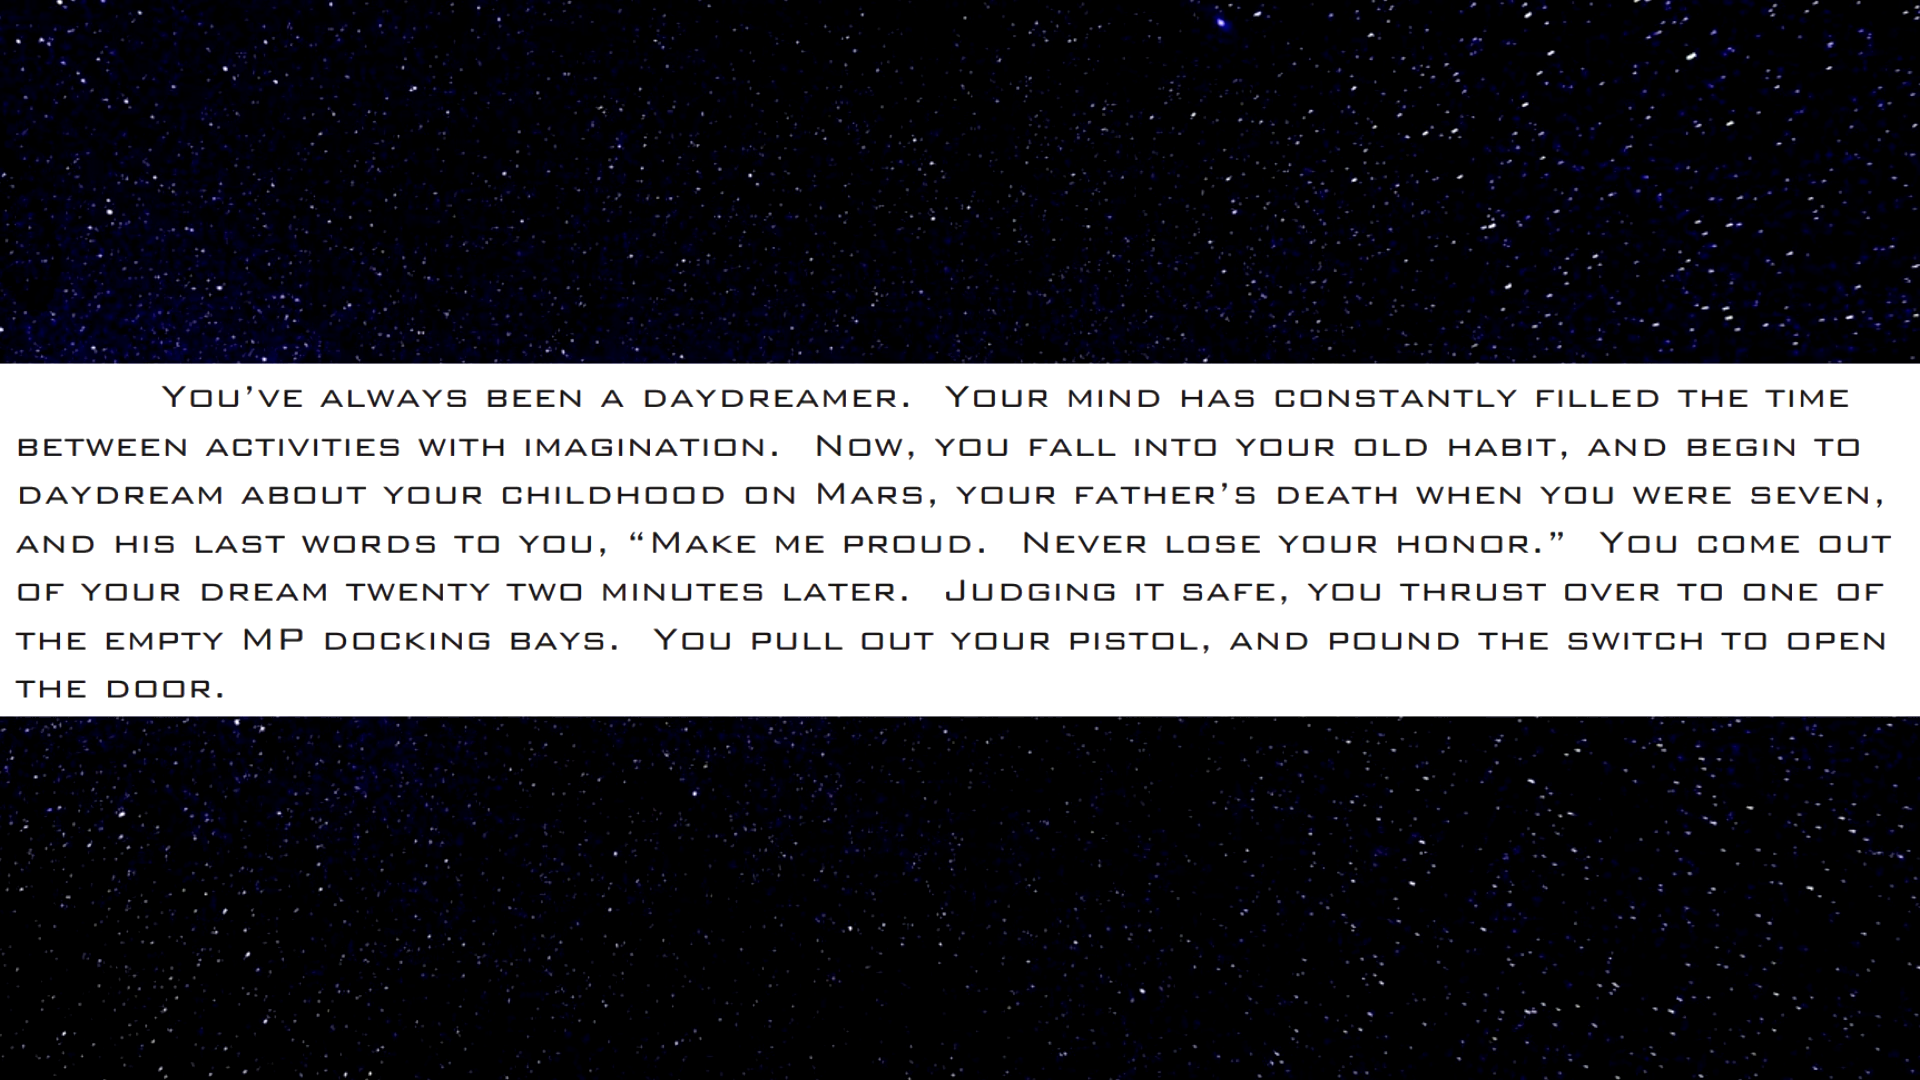 You've always been a daydreamer.  Your mind has constantly filled the time
between activities with imagination.  Now, you fall into your old habit, and begin to
daydream about your childhood on Mars, your father's death when you were seven,
and his last words to you, “Make me proud.  Never lose your honor.”  You come out
of your dream twenty two minutes later.  Judging it safe, you thrust over to one of
the empty MP docking bays.  You pull out your pistol, and pound the switch to open
the door.